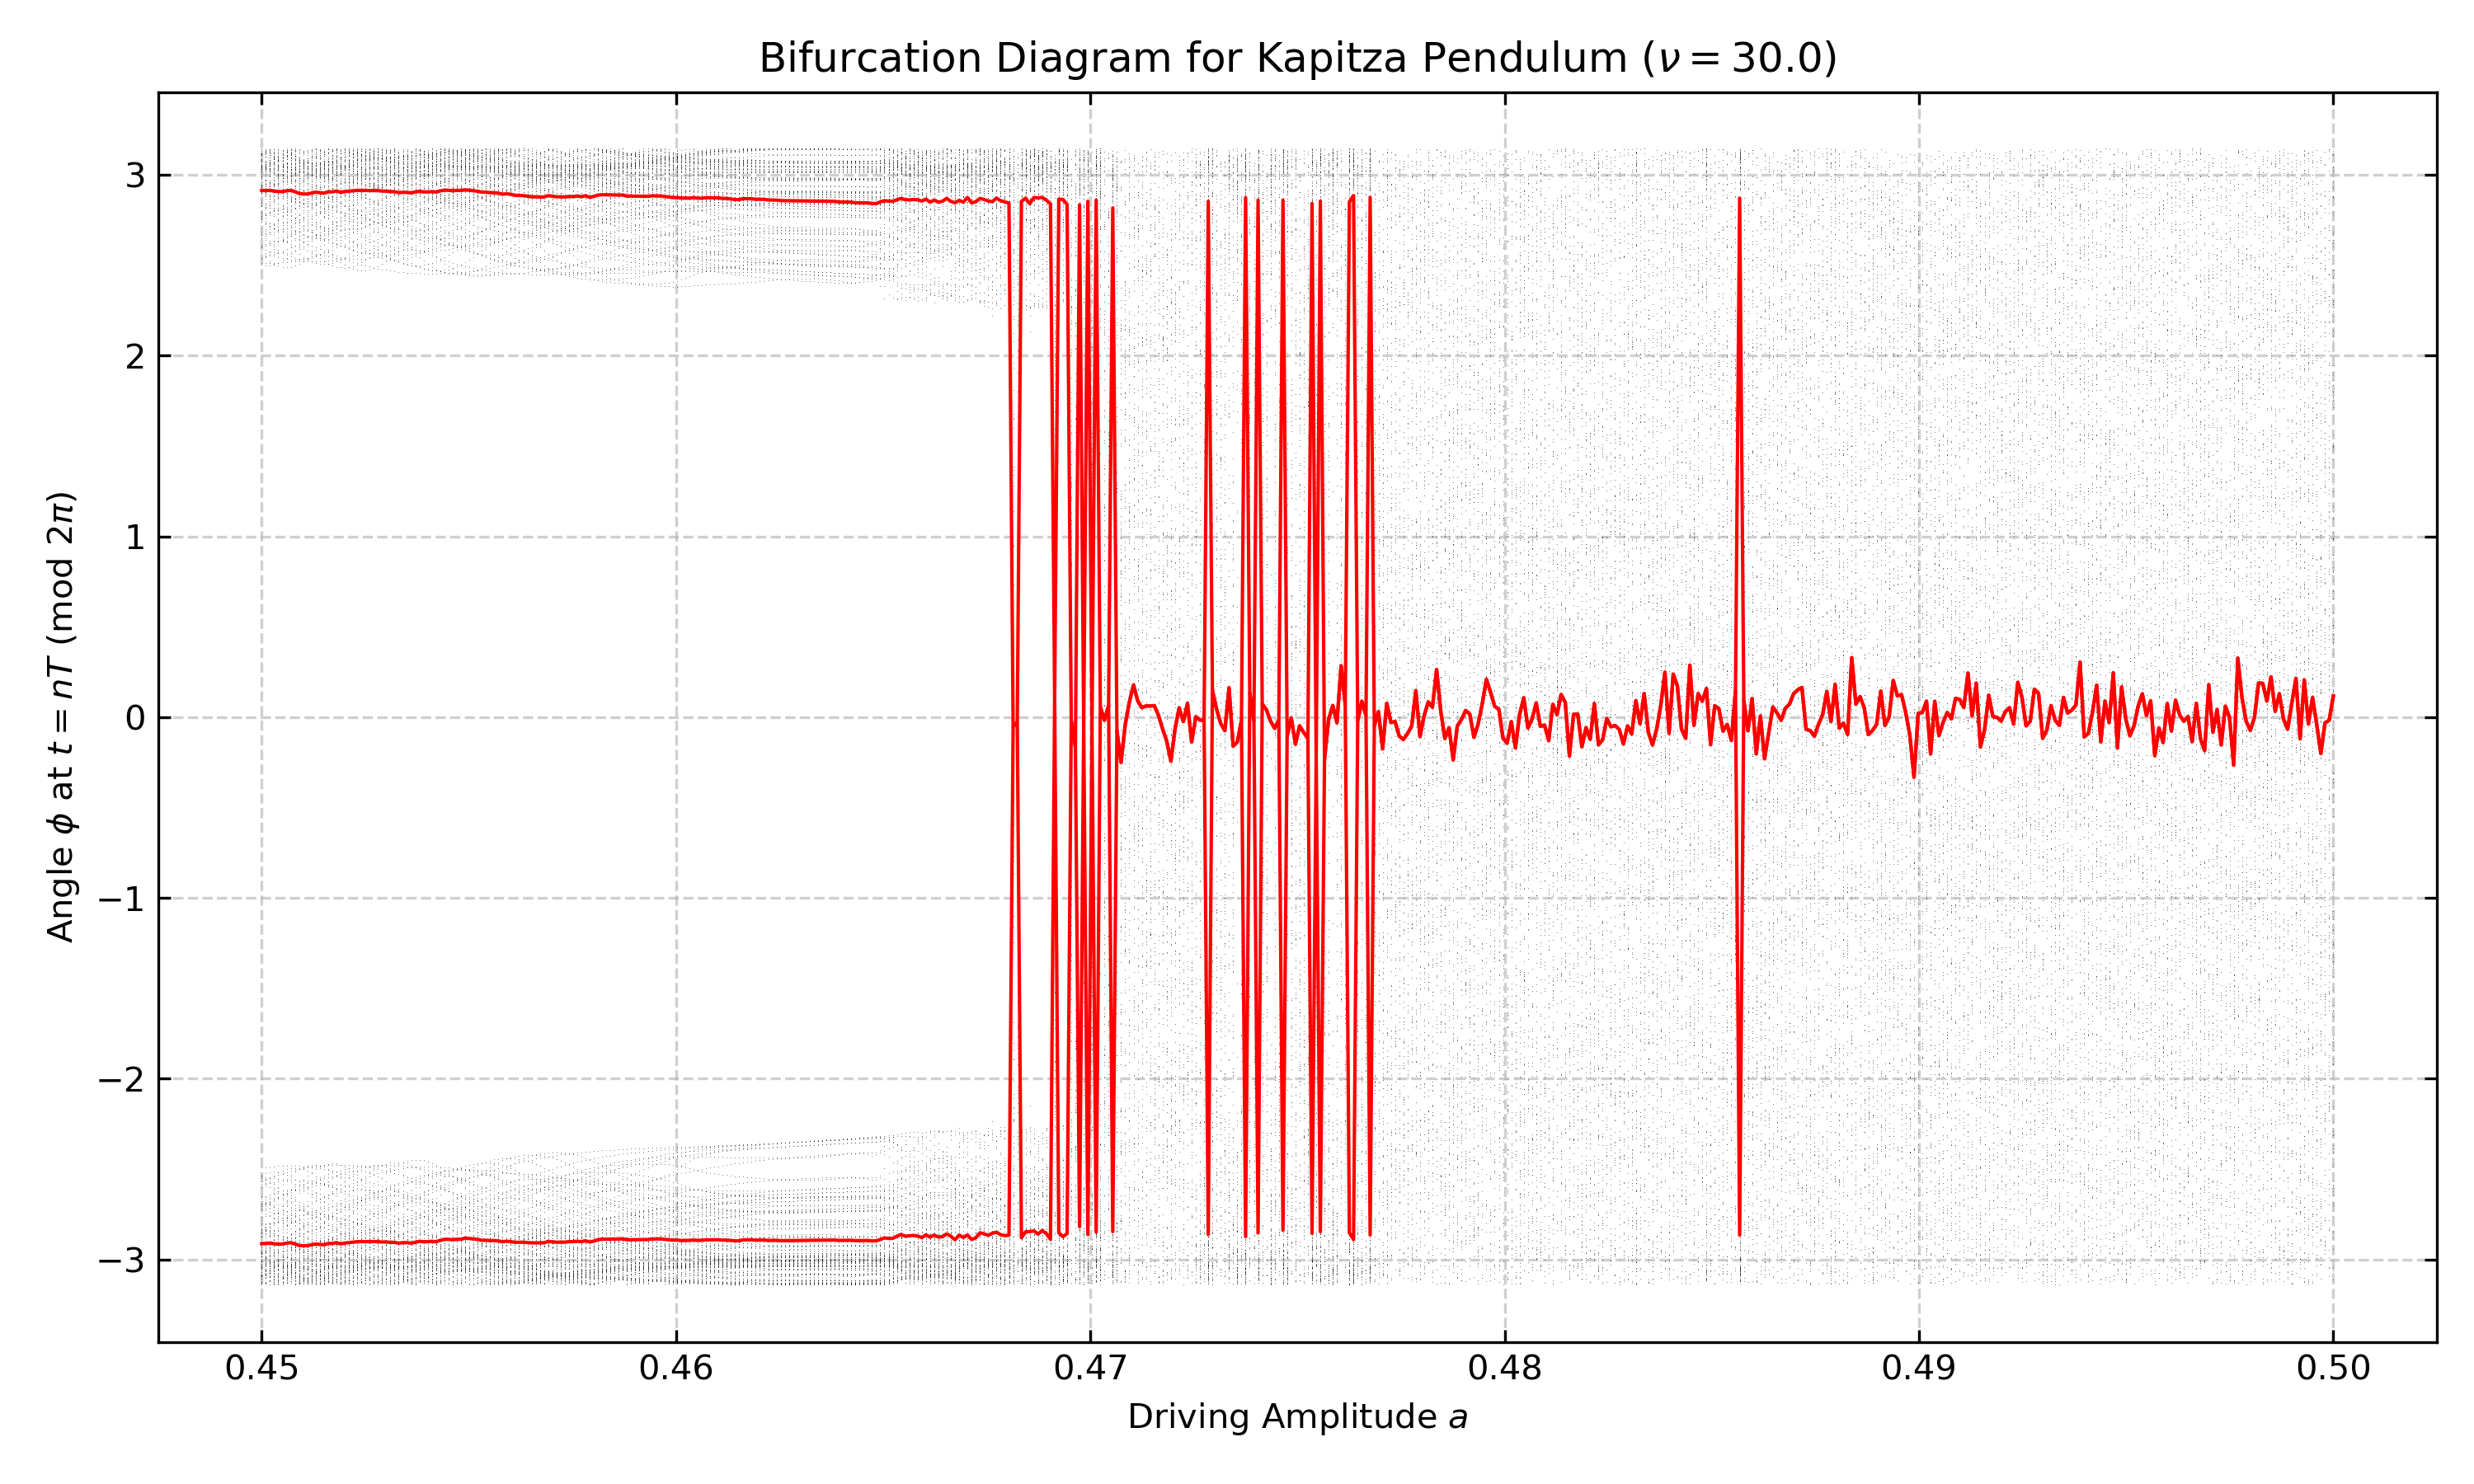 Bifurcation Diagram for Kapitza Pendulum (ν = 30.0)
Angle ϕ at t = nT (mod 2π)
3
2
1
0
−1
−2
−3
0.45 0.46 0.47 0.48 0.49 0.50
Driving Amplitude a